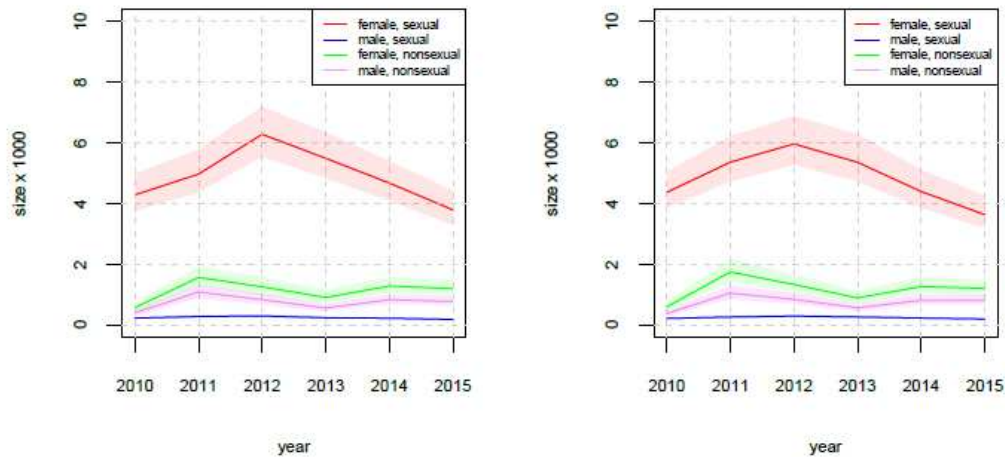 10
8
6
4
2
0
size x 1000
female, sexual
male, sexual
female, nonsexual
male, nonsexual
2010 2011 2012 2013 2014 2015
year
10
8
6
4
2
0
size x 1000
female, sexual
male, sexual
female, nonsexual
male, nonsexual
2010 2011 2012 2013 2014 2015
year